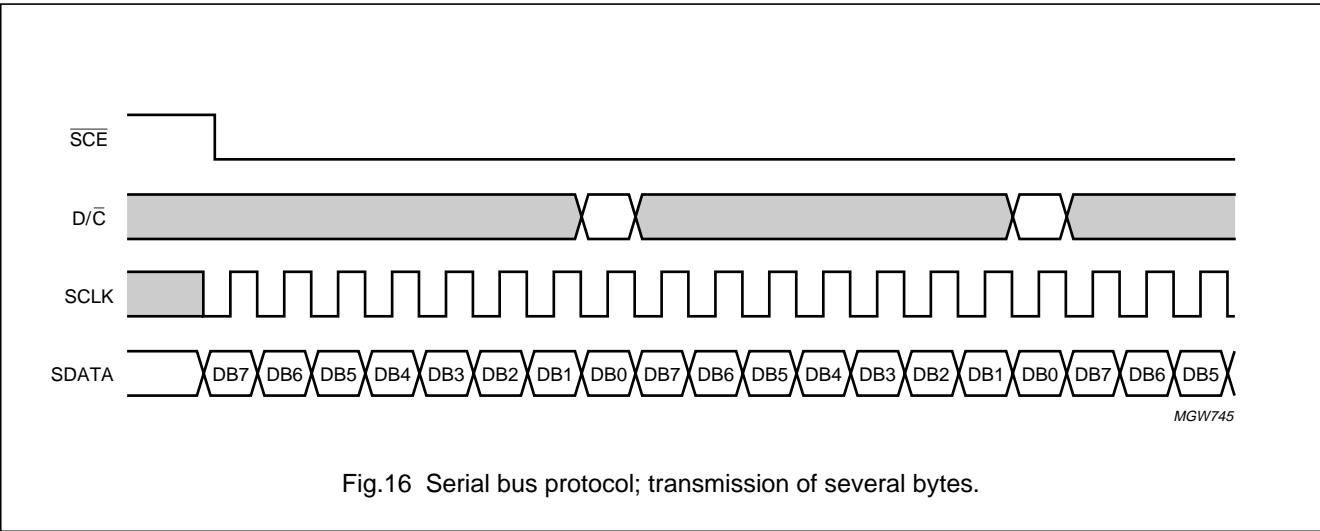 S̅C̅E̅
D/C̅
SCLK
SDATA DB7 DB6 DB5 DB4 DB3 DB2 DB1 DB0 DB7 DB6 DB5 DB4 DB3 DB2 DB1 DB0 DB7 DB6 DB5
MGW745
Fig.16 Serial bus protocol; transmission of several bytes.